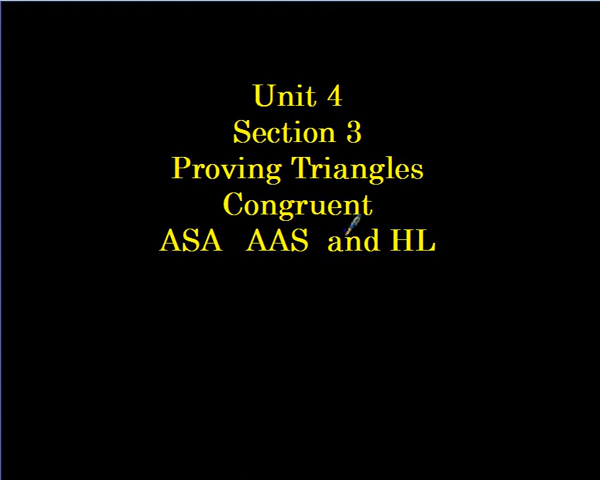 Unit 4
Section 3
Proving Triangles
Congruent
ASA AAS and HL